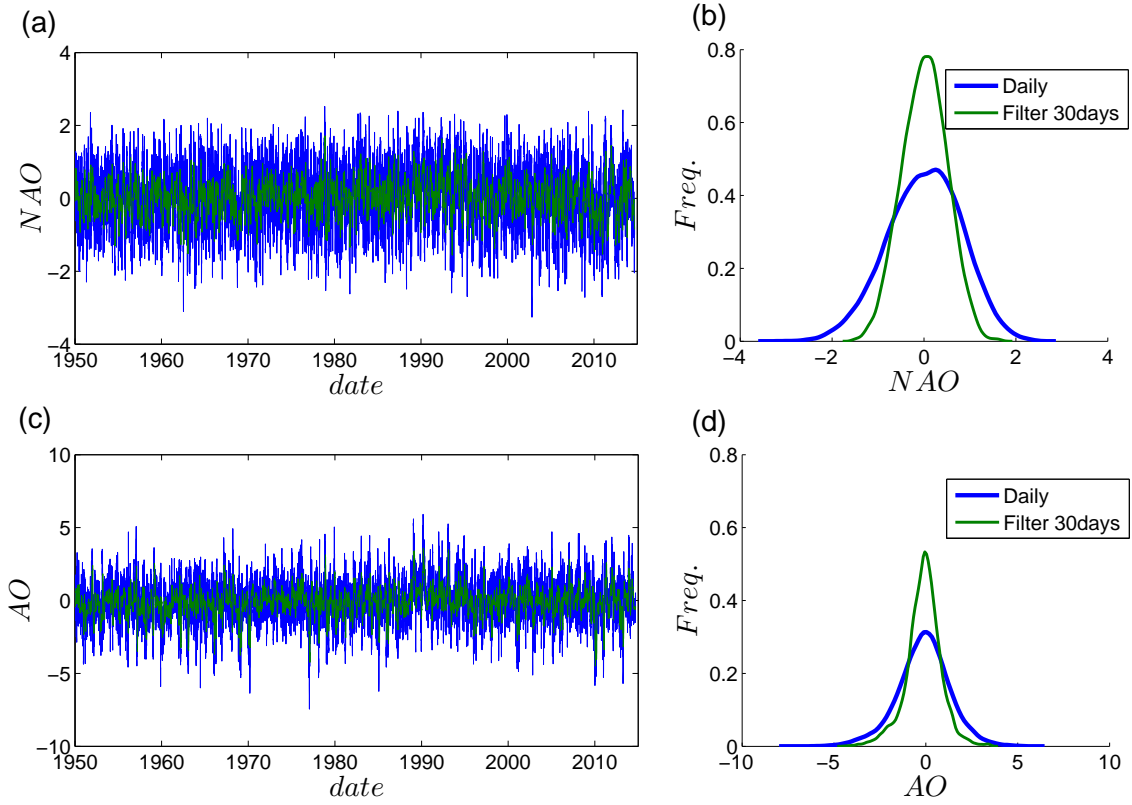 (a)
4
2
0
−2
−4
NAO
1950 1960 1970 1980 1990 2000 2010
date
(b)
0.8
0.6
0.4
0.2
0
Freq.
Daily
Filter 30days
−4 −2 0 2 4
NAO
(c)
10
5
0
−5
−10
AO
1950 1960 1970 1980 1990 2000 2010
date
(d)
0.8
0.6
0.4
0.2
0
Freq.
Daily
Filter 30days
−10 −5 0 5 10
AO